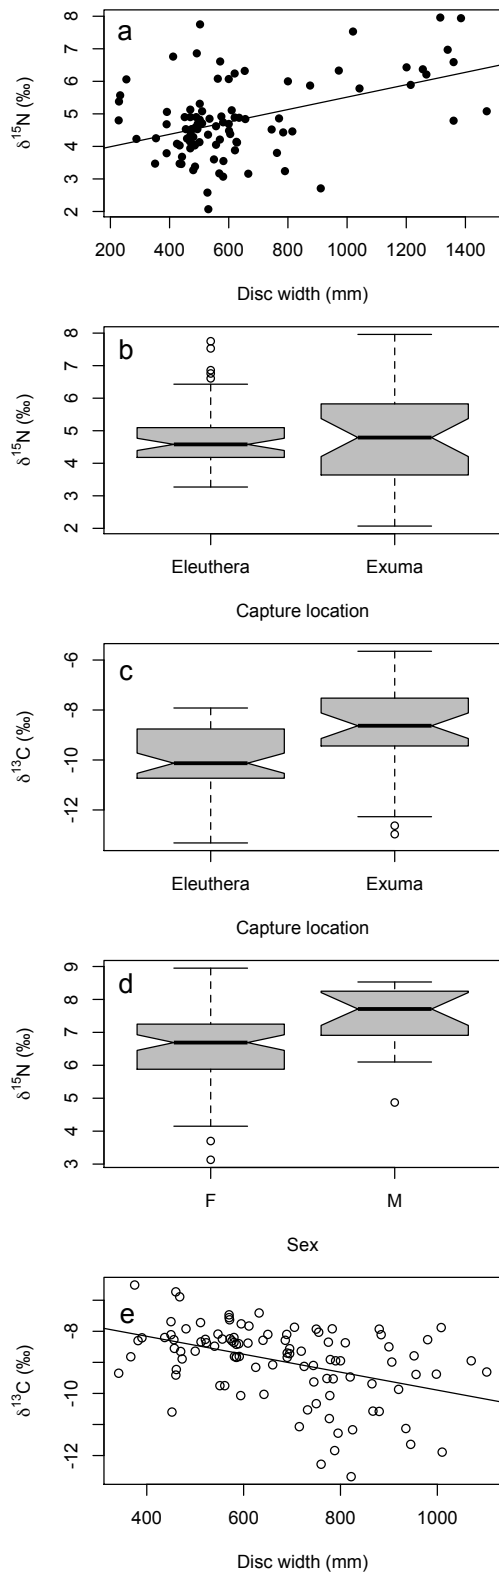 a
δ¹⁵N (‰)
8
7
6
5
4
3
2
200 400 600 800 1000 1200 1400
Disc width (mm)
b
δ¹⁵N (‰)
8
7
6
5
4
3
2
Eleuthera Exuma
Capture location
c
δ¹³C (‰)
-6
-8
-10
-12
Eleuthera Exuma
Capture location
d
δ¹⁵N (‰)
9
8
7
6
5
4
3
F M
Sex
e
δ¹³C (‰)
-8
-10
-12
400 600 800 1000
Disc width (mm)